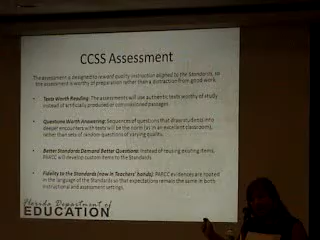 CCSS Assessment
The assessment is designed to reward quality instruction aligned to the Standards, so
the assessment is worthy of preparation rather than a distraction from good work.
• Texts Worth Reading: The assessments will use authentic texts worthy of study
instead of artificially produced or commissioned passages.
• Questions Worth Answering: Sequences of questions that draw students into
deeper encounters with texts will be the norm (as in an excellent classroom),
rather than sets of random questions of varying quality.
• Better Standards Demand Better Questions: Instead of reusing existing items,
PARCC will develop custom items to the Standards.
• Fidelity to the Standards (now in Teachers' hands): PARCC evidences are rooted
in the language of the Standards so that expectations remain the same in both
instructional and assessment settings.
Florida Department of
EDUCATION